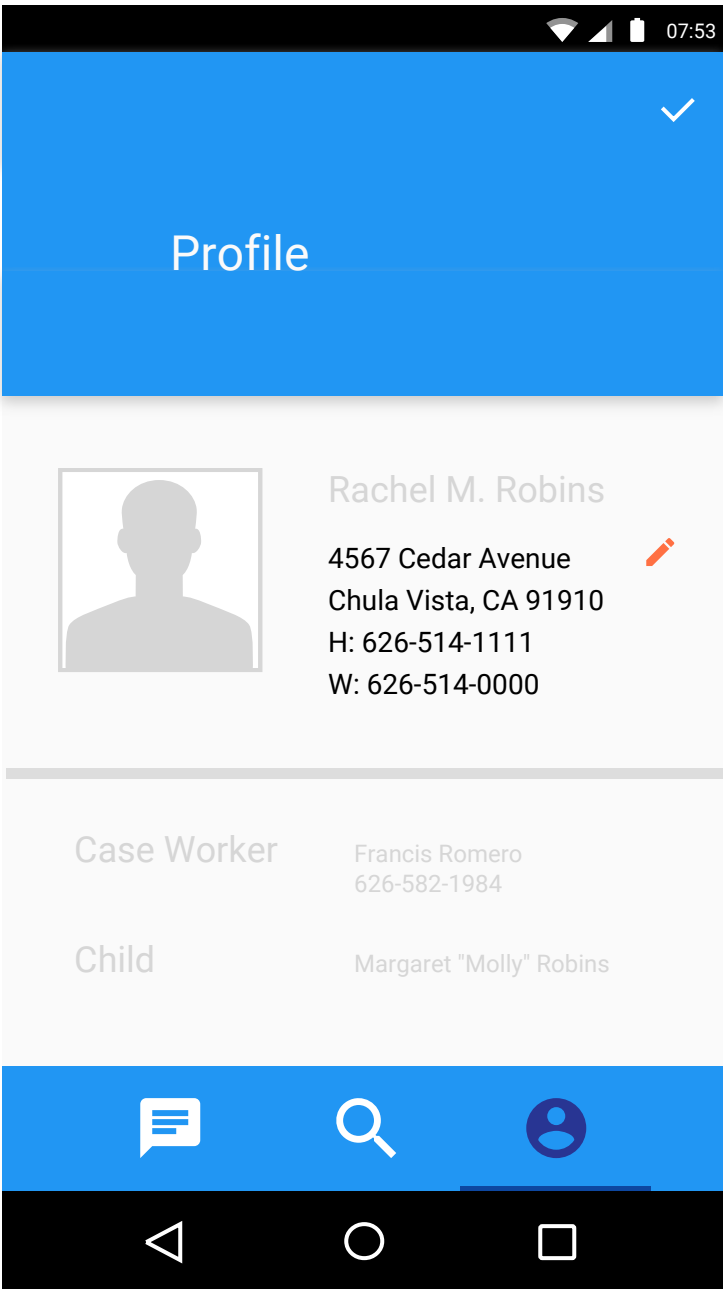 07:53
Profile
Rachel M. Robins
4567 Cedar Avenue
Chula Vista, CA 91910
H: 626-514-1111
W: 626-514-0000
Case Worker
Francis Romero
626-582-1984
Child
Margaret "Molly" Robins